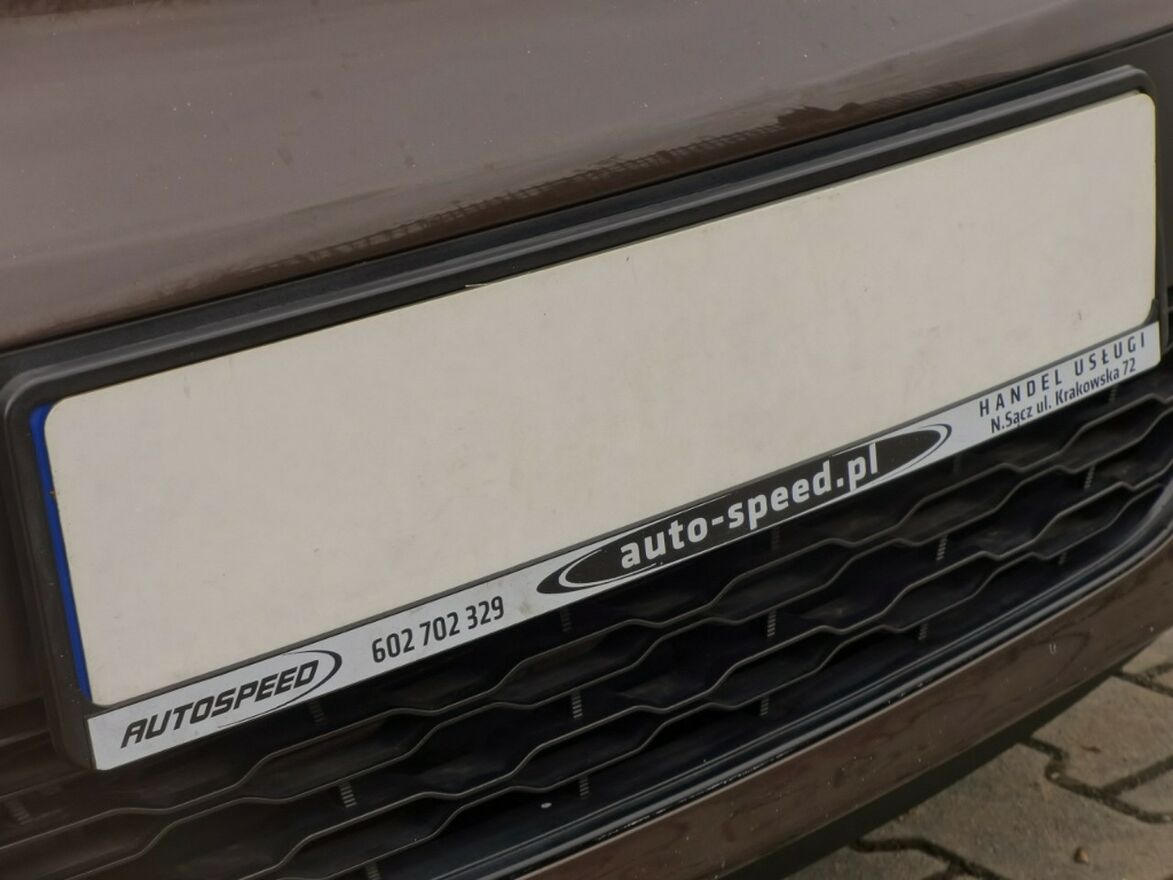 AUTOSPEED
602 702 329
auto-speed.pl
HANDEL USŁUGI
N.Sącz ul. Krakowska 72